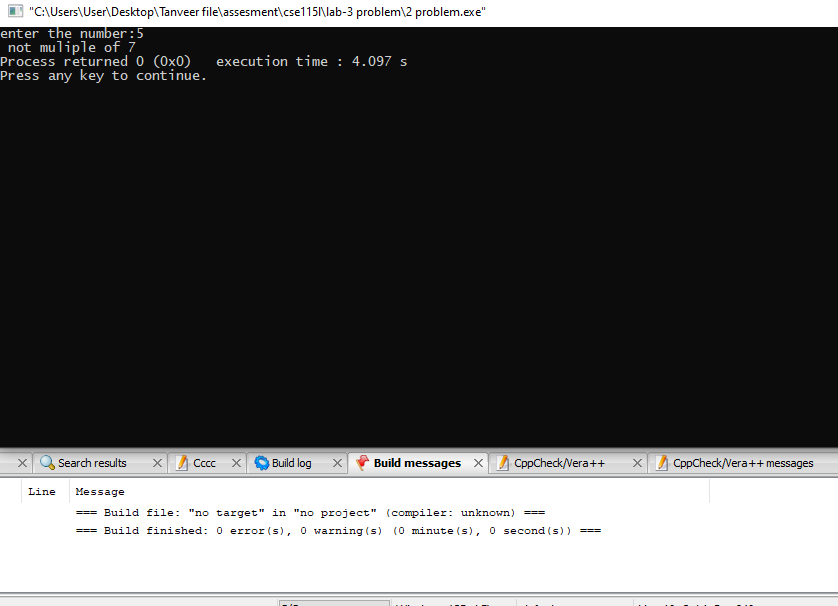 "C:\Users\User\Desktop\Tanveer file\assesment\cse115l\lab-3 problem\2 problem.exe"
enter the number:5
 not muliple of 7
Process returned 0 (0x0)   execution time : 4.097 s
Press any key to continue.
Search results Cccc Build log Build messages CppCheck/Vera++ CppCheck/Vera++ messages
Line Message
=== Build file: "no target" in "no project" (compiler: unknown) ===
=== Build finished: 0 error(s), 0 warning(s) (0 minute(s), 0 second(s)) ===